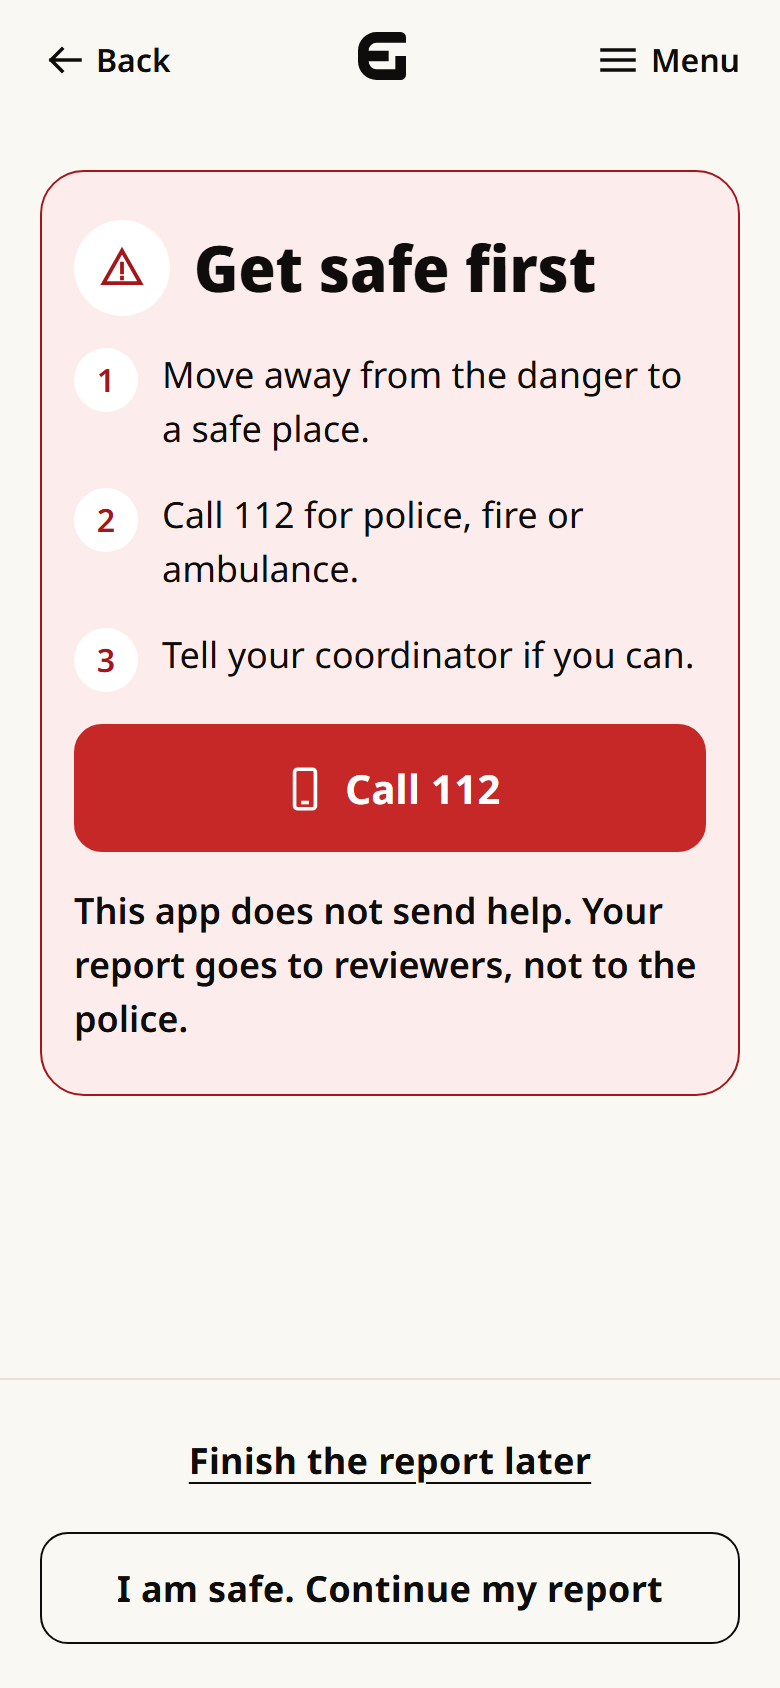 Back
Menu
Get safe first
1
Move away from the danger to
a safe place.
2
Call 112 for police, fire or
ambulance.
3
Tell your coordinator if you can.
Call 112
This app does not send help. Your
report goes to reviewers, not to the
police.
Finish the report later
I am safe. Continue my report